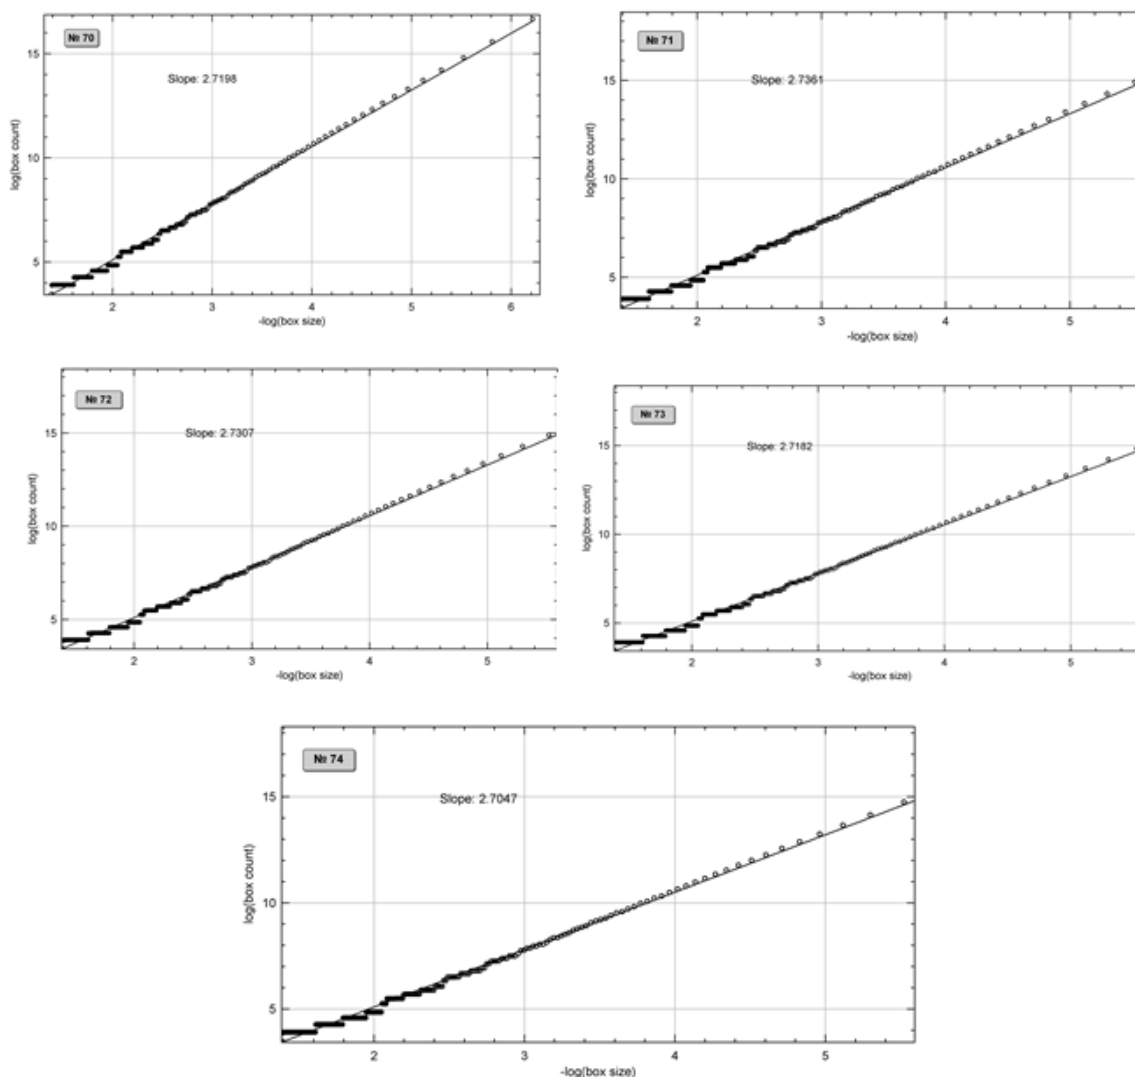 № 70
Slope: 2.7198
15
10
5
log(box count)
2 3 4 5 6
-log(box size)
№ 71
Slope: 2.7361
15
10
5
log(box count)
2 3 4 5
-log(box size)
№ 72
Slope: 2.7307
15
10
5
log(box count)
2 3 4 5
-log(box size)
№ 73
Slope: 2.7182
15
10
5
log(box count)
2 3 4 5
-log(box size)
№ 74
Slope: 2.7047
15
10
5
log(box count)
2 3 4 5
-log(box size)